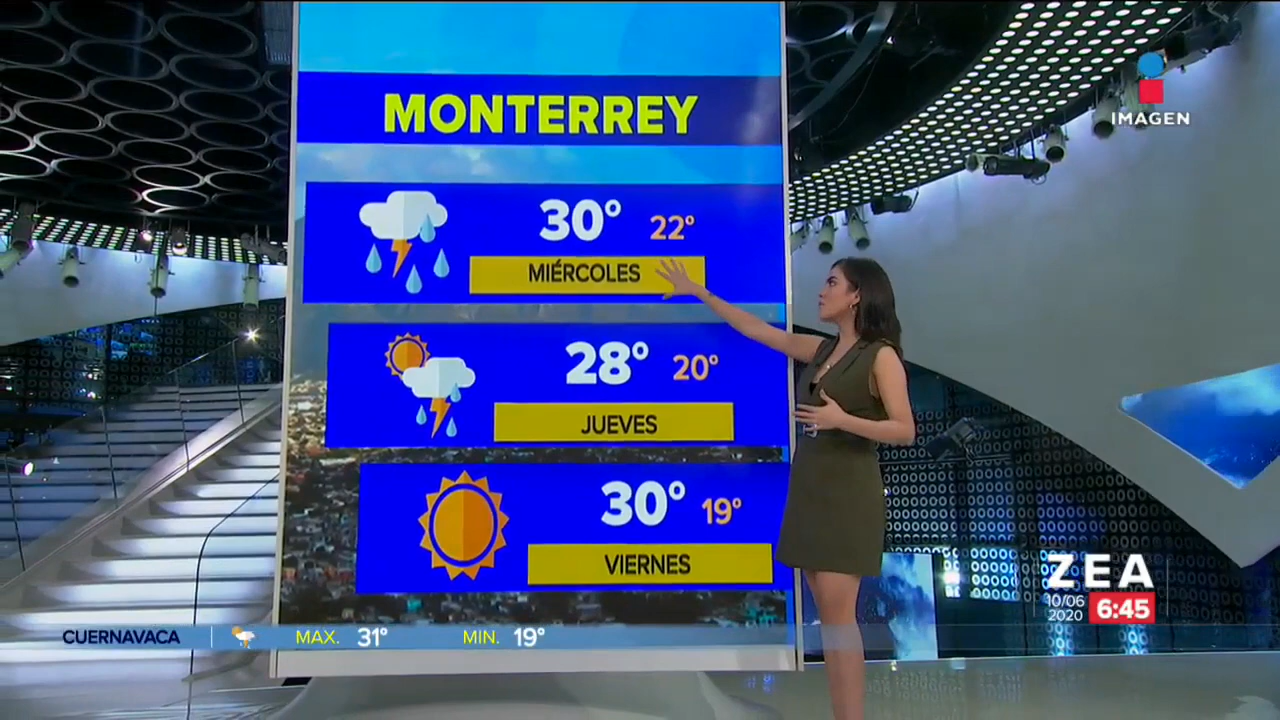 MONTERREY
30° 22°
MIÉRCOLES
28° 20°
JUEVES
30° 19°
VIERNES
IMAGEN
ZEA
10/06
2020
6:45
CUERNAVACA MAX. 31° MIN. 19°